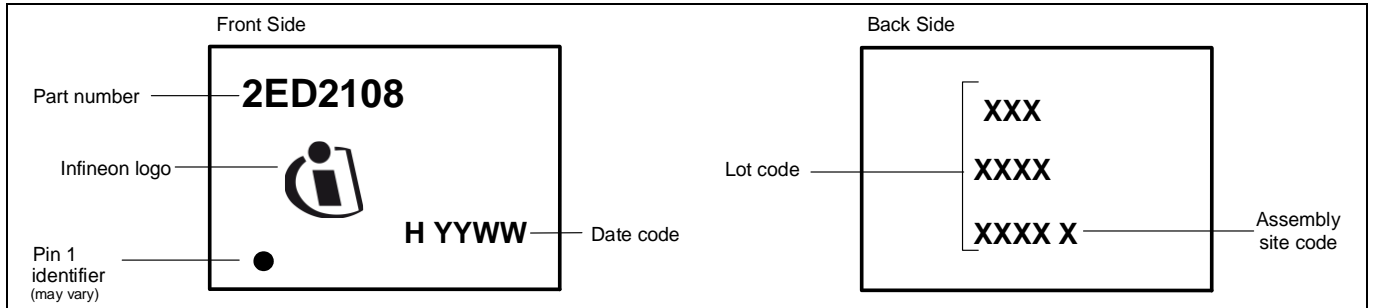 Front Side
Part number
2ED2108
Infineon logo
H YYWW
Date code
Pin 1
identifier
(may vary)
Back Side
XXX
Lot code
XXXX
XXXX X
Assembly
site code